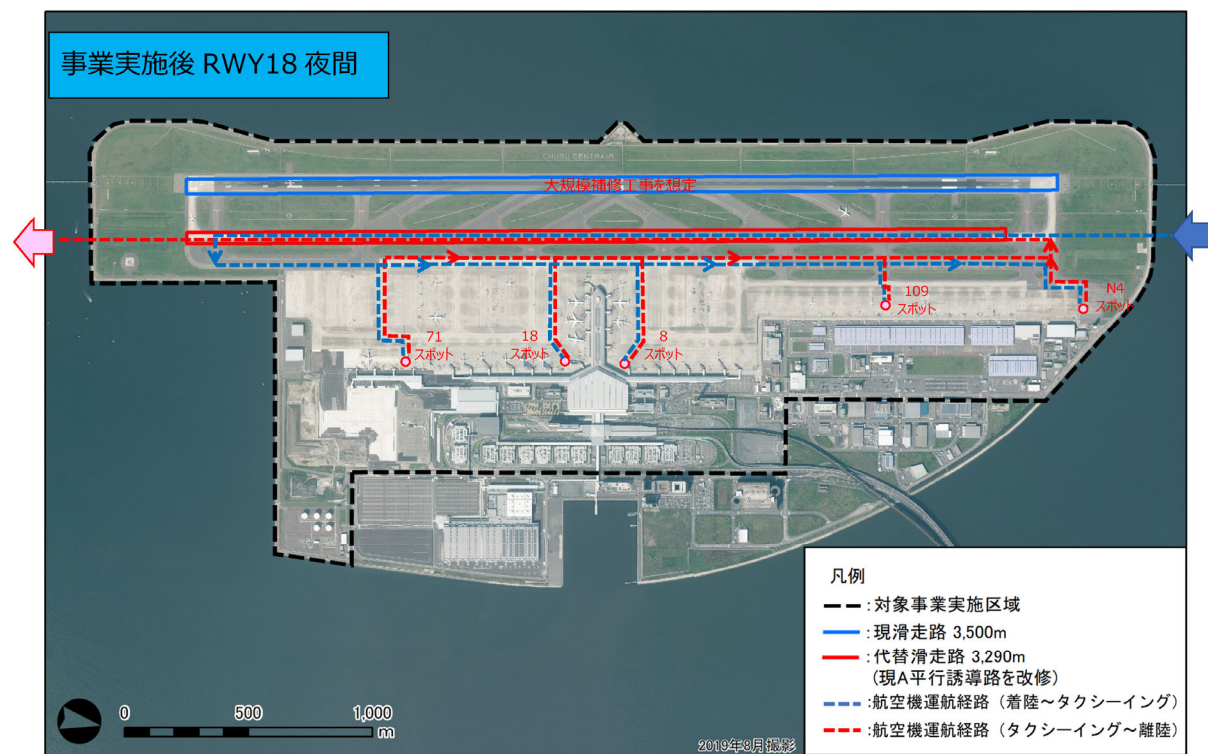 事業実施後 RWY18 夜間
CHUBU CENTRAIR
大規模補修工事を想定
71
スポット
18
スポット
8
スポット
109
スポット
N4
スポット
凡例
:対象事業実施区域
:現滑走路 3,500m
:代替滑走路 3,290m
(現A平行誘導路を改修)
:航空機運航経路(着陸~タクシーイング)
:航空機運航経路(タクシーイング~離陸)
0 500 1,000
m
2019年8月撮影